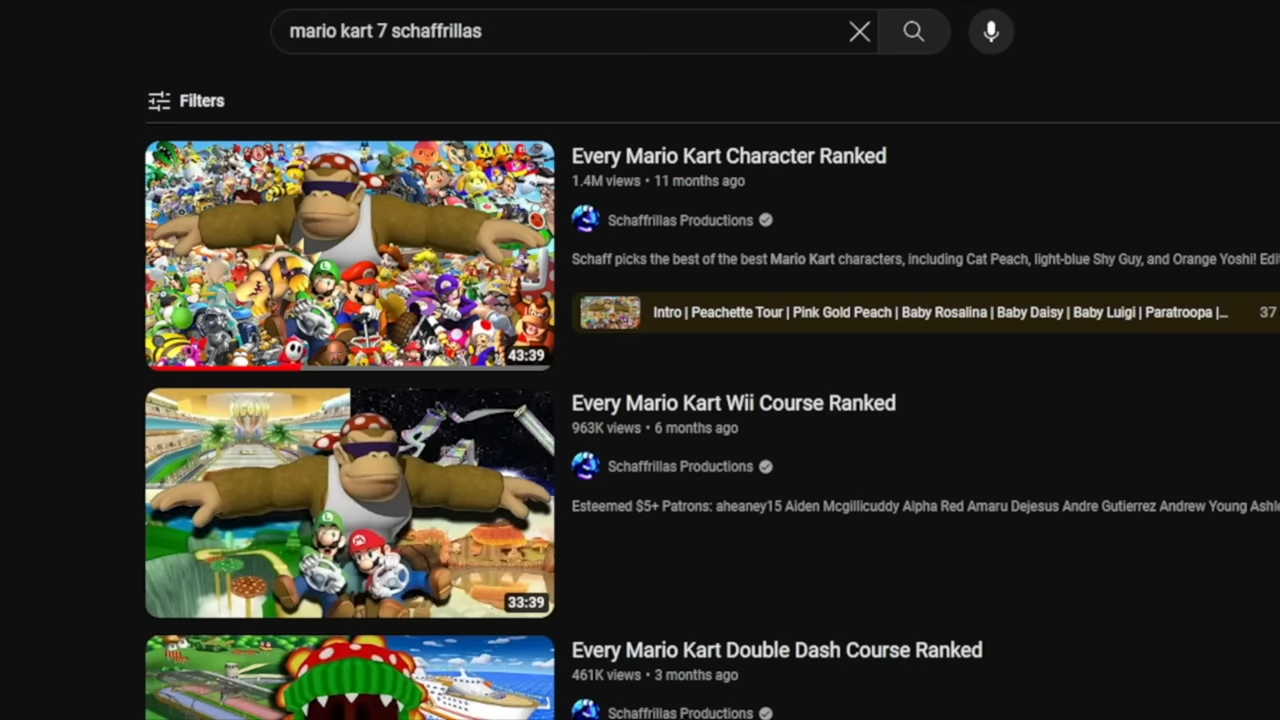 mario kart 7 schaffrillas
Filters
Every Mario Kart Character Ranked
1.4M views • 11 months ago
Schaffrillas Productions
Schaff picks the best of the best Mario Kart characters, including Cat Peach, light-blue Shy Guy, and Orange Yoshi! Edi
Intro | Peachette Tour | Pink Gold Peach | Baby Rosalina | Baby Daisy | Baby Luigi | Paratroopa |... 37
43:39
Every Mario Kart Wii Course Ranked
963K views • 6 months ago
Schaffrillas Productions
Esteemed $5+ Patrons: aheaney15 Aiden Mcgillicuddy Alpha Red Amaru Dejesus Andre Gutierrez Andrew Young Ashle
33:39
Every Mario Kart Double Dash Course Ranked
461K views • 3 months ago
Schaffrillas Productions